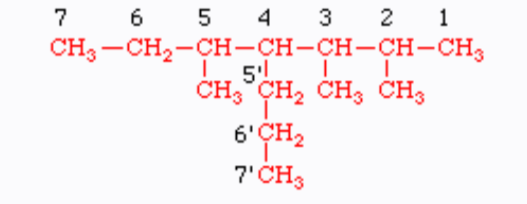 7 6 5 4 3 2 1
CH₃—CH₂—CH—CH—CH—CH—CH₃
5'
CH₃ CH₂ CH₃ CH₃
6'CH₂
7'CH₃